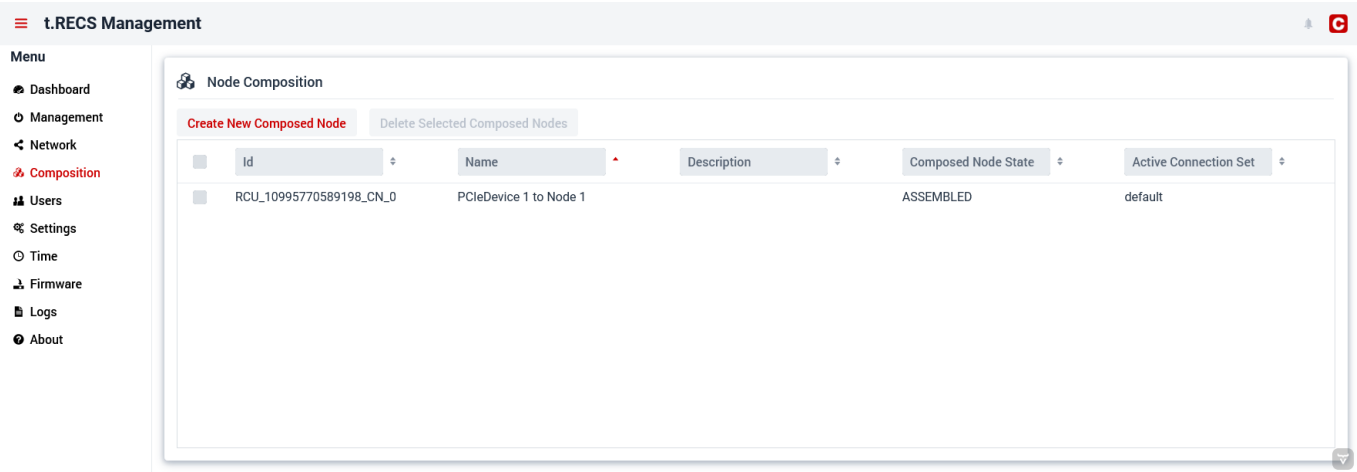 t.RECS Management
C
Menu
Dashboard
Management
Network
Composition
Users
Settings
Time
Firmware
Logs
About
Node Composition
Create New Composed Node Delete Selected Composed Nodes
Id Name Description Composed Node State Active Connection Set
RCU_10995770589198_CN_0 PCIeDevice 1 to Node 1 ASSEMBLED default